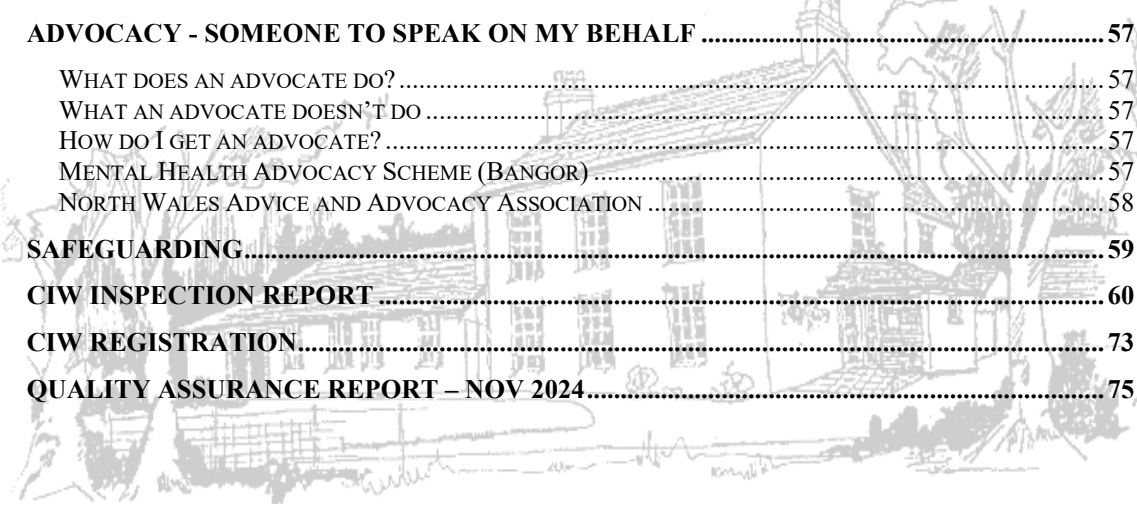 ADVOCACY - SOMEONE TO SPEAK ON MY BEHALF ........................................................ 57
WHAT DOES AN ADVOCATE DO? ........................................................ 57
WHAT AN ADVOCATE DOESN'T DO ........................................................ 57
HOW DO I GET AN ADVOCATE? ........................................................ 57
MENTAL HEALTH ADVOCACY SCHEME (BANGOR) ........................................................ 57
NORTH WALES ADVICE AND ADVOCACY ASSOCIATION ........................................................ 58
SAFEGUARDING ........................................................ 59
CIW INSPECTION REPORT ........................................................ 60
CIW REGISTRATION ........................................................ 73
QUALITY ASSURANCE REPORT – NOV 2024 ........................................................ 75